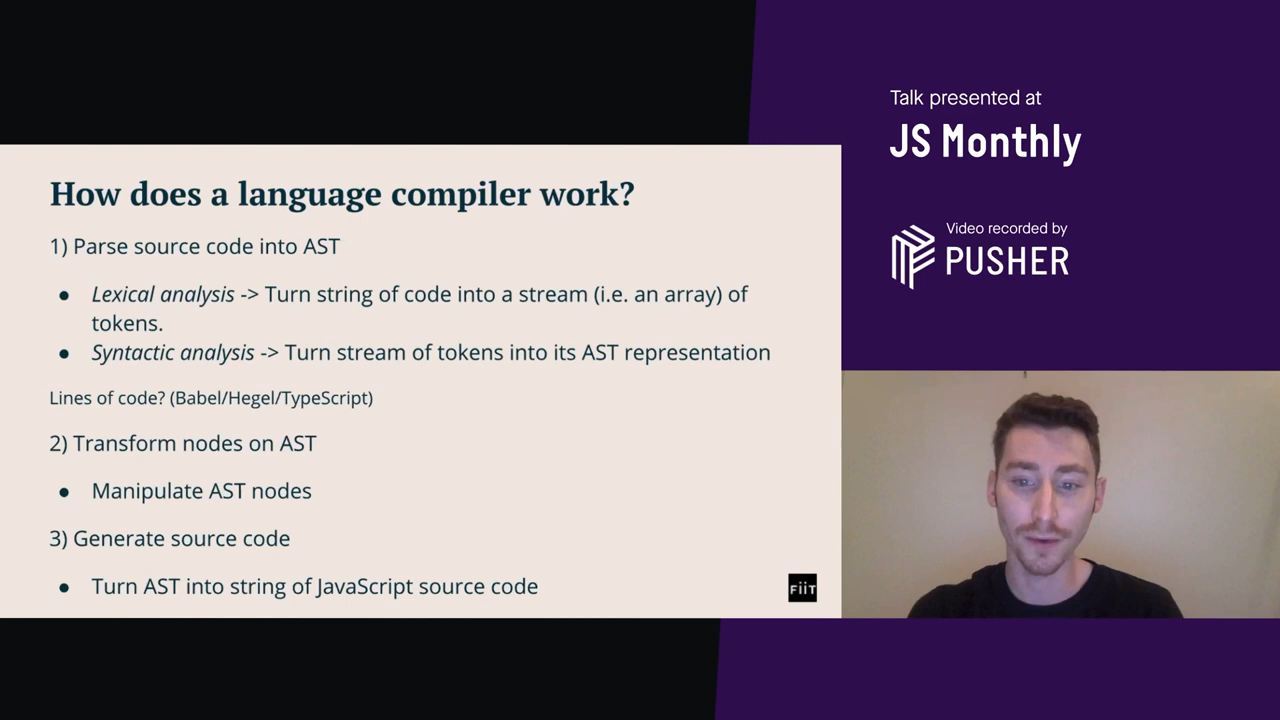 Talk presented at
JS Monthly
Video recorded by
PUSHER
How does a language compiler work?
1) Parse source code into AST
● Lexical analysis -> Turn string of code into a stream (i.e. an array) of
tokens.
● Syntactic analysis -> Turn stream of tokens into its AST representation
Lines of code? (Babel/Hegel/TypeScript)
2) Transform nodes on AST
● Manipulate AST nodes
3) Generate source code
● Turn AST into string of JavaScript source code
FiiT